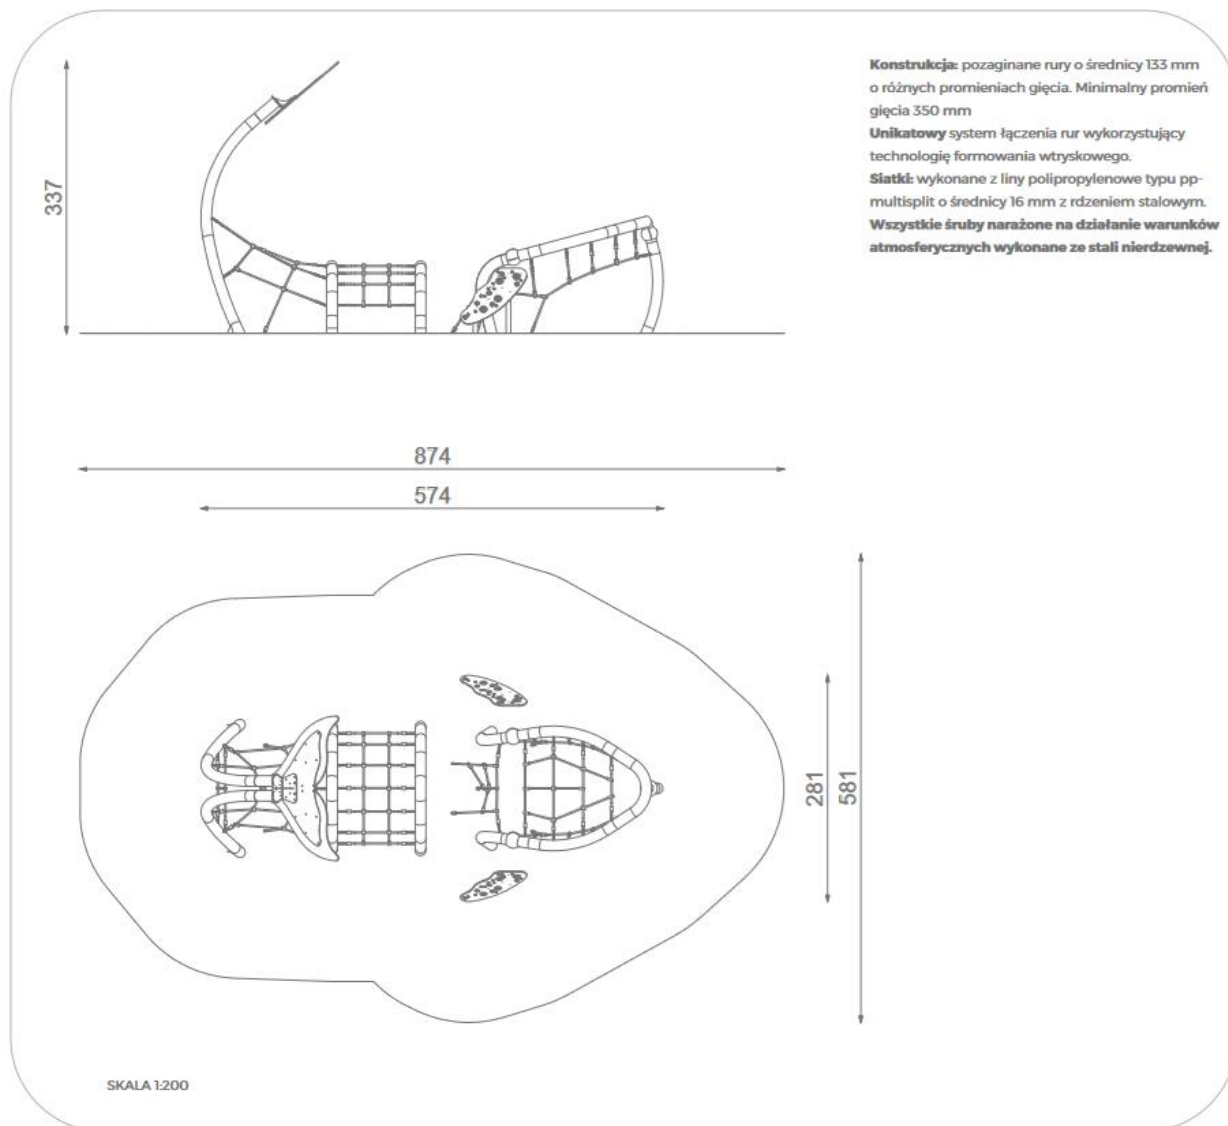 Konstrukcja: pozaginane rury o średnicy 133 mm
o różnych promieniach gięcia. Minimalny promień
gięcia 350 mm
Unikatowy system łączenia rur wykorzystujący
technologię formowania wtryskowego.
Siatki: wykonane z liny polipropylenowe typu pp-
multisplit o średnicy 16 mm z rdzeniem stalowym.
Wszystkie śruby narażone na działanie warunków
atmosferycznych wykonane ze stali nierdzewnej.
337
874
574
281
581
SKALA 1:200